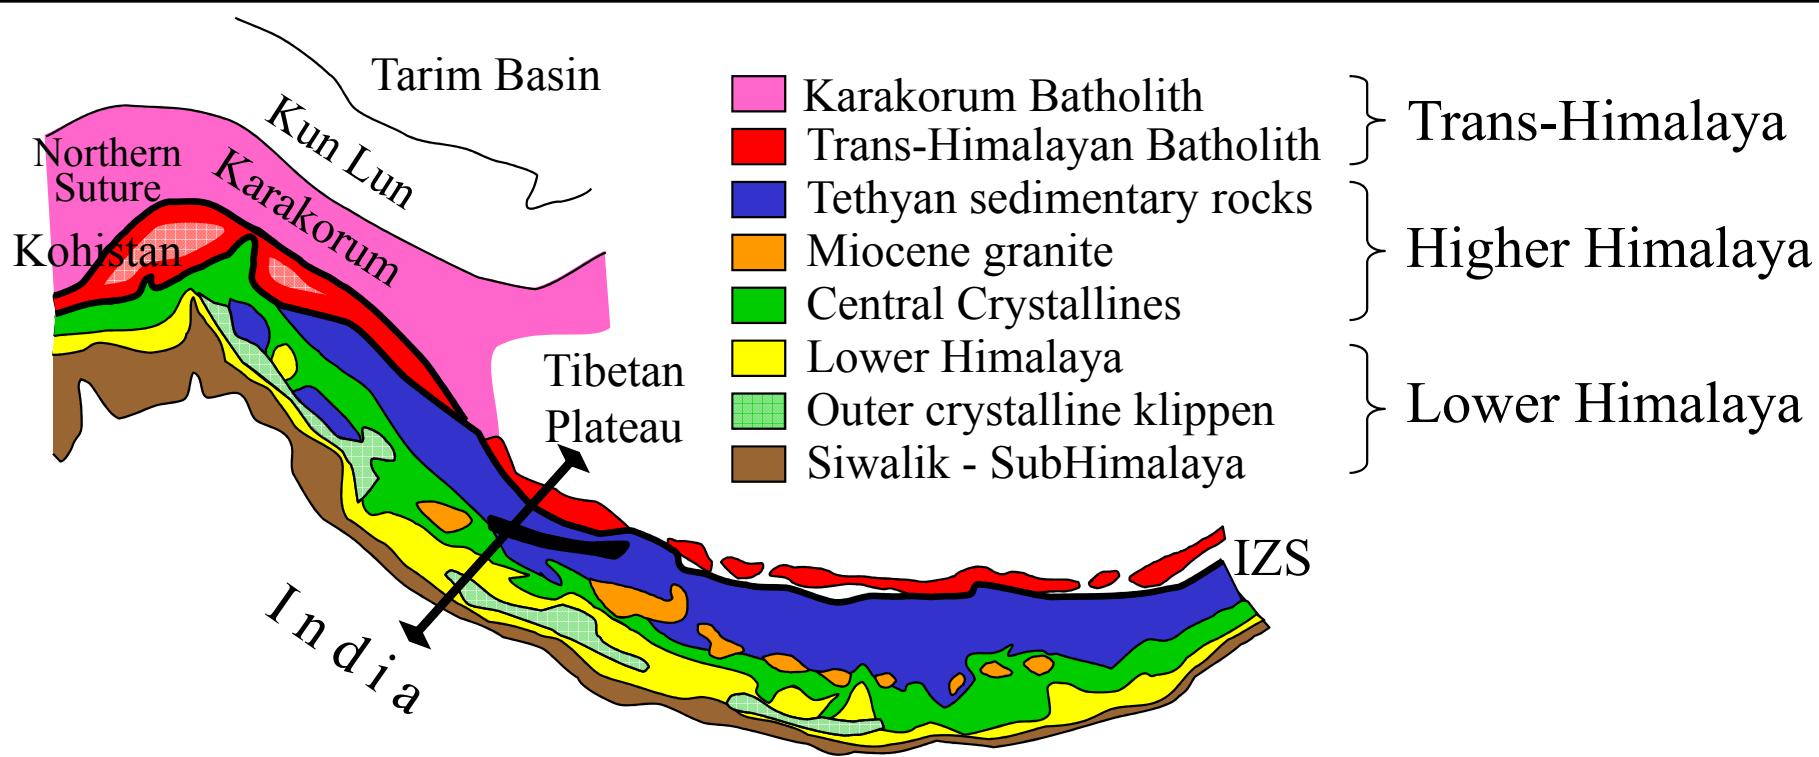 Tarim Basin
Kun Lun
Northern
Suture
Karakorum
Kohistan
Tibetan
Plateau
India
IZS
Karakorum Batholith
Trans-Himalayan Batholith
Tethyan sedimentary rocks
Miocene granite
Central Crystallines
Lower Himalaya
Outer crystalline klippen
Siwalik - SubHimalaya
Trans-Himalaya
Higher Himalaya
Lower Himalaya